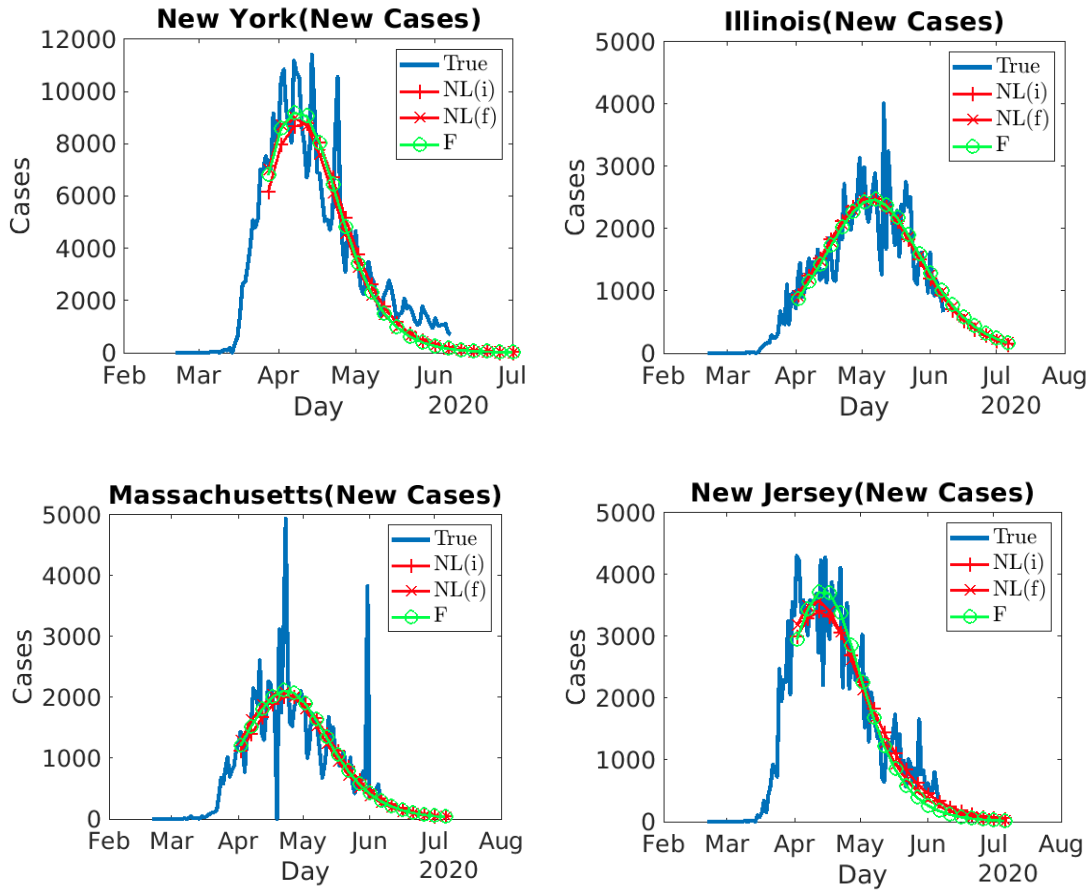 New York(New Cases)
12000
10000
8000
6000
4000
2000
0
Cases
True
NL(i)
NL(f)
F
Feb Mar Apr May Jun Jul
Day
2020
Illinois(New Cases)
5000
4000
3000
2000
1000
0
Cases
True
NL(i)
NL(f)
F
Feb Mar Apr May Jun Jul Aug
Day
2020
Massachusetts(New Cases)
5000
4000
3000
2000
1000
0
Cases
True
NL(i)
NL(f)
F
Feb Mar Apr May Jun Jul Aug
Day
2020
New Jersey(New Cases)
5000
4000
3000
2000
1000
0
Cases
True
NL(i)
NL(f)
F
Feb Mar Apr May Jun Jul Aug
Day
2020